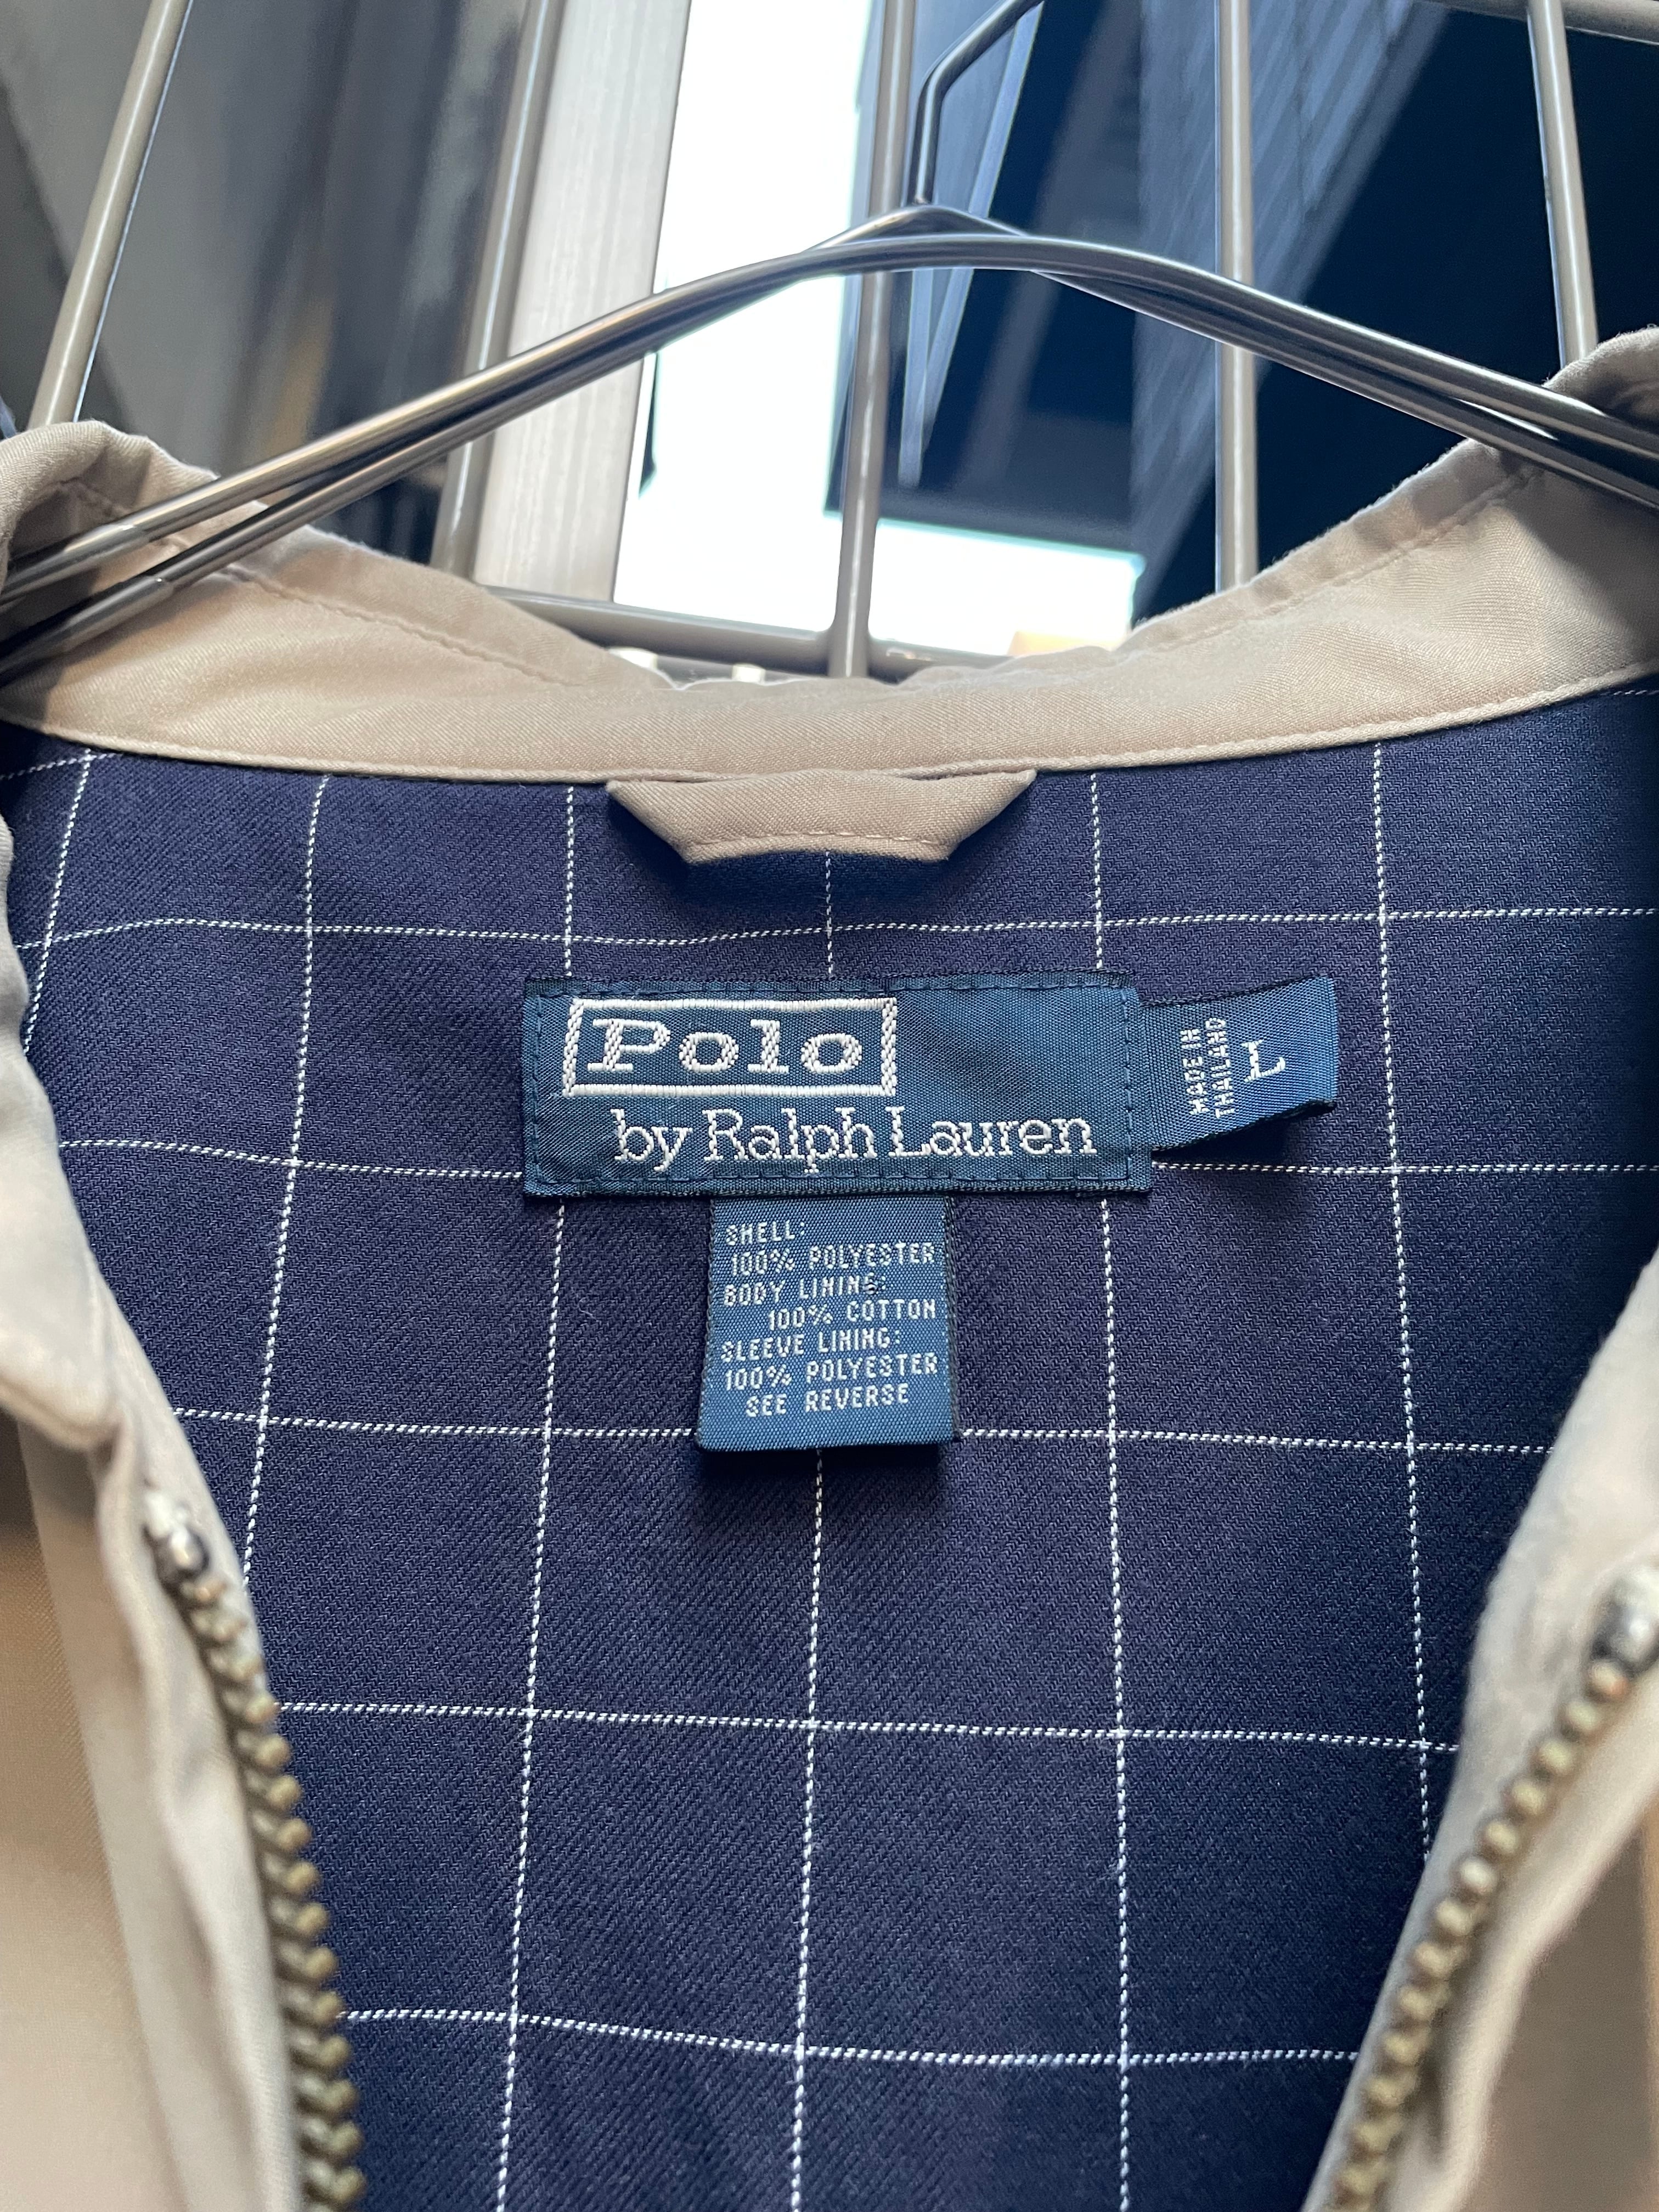 Polo
by Ralph Lauren
MADE IN
THAILAND
L
SHELL:
100% POLYESTER
BODY LINING:
100% COTTON
SLEEVE LINING:
100% POLYESTER
SEE REVERSE